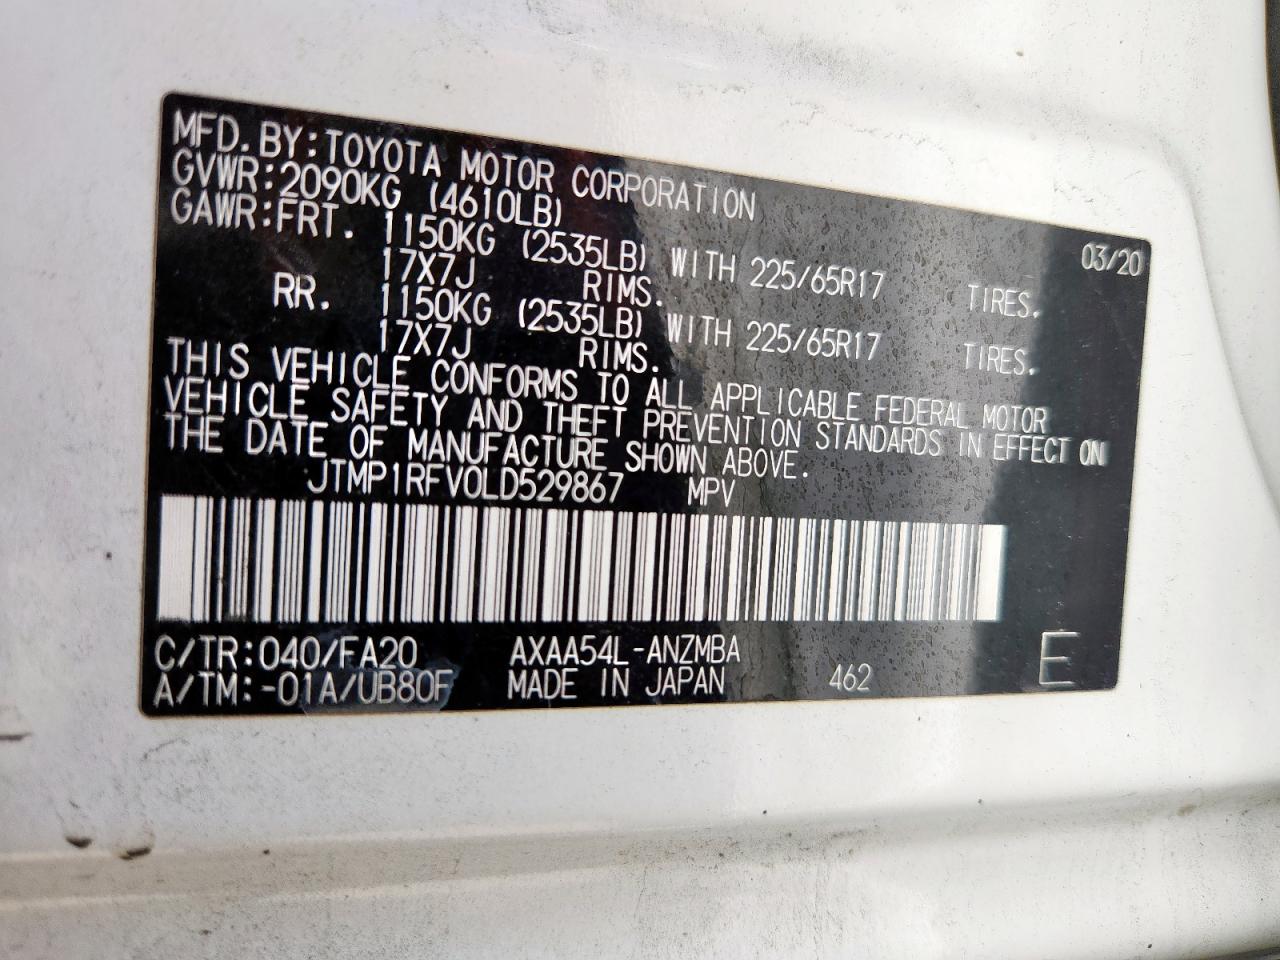 MFD. BY:TOYOTA MOTOR CORPORATION 03/20
GVWR:2090KG (4610LB)
GAWR:FRT. 1150KG (2535LB) WITH 225/65R17 TIRES.
17X7J RIMS.
RR. 1150KG (2535LB) WITH 225/65R17 TIRES.
17X7J RIMS.
THIS VEHICLE CONFORMS TO ALL APPLICABLE FEDERAL MOTOR
VEHICLE SAFETY AND THEFT PREVENTION STANDARDS IN EFFECT ON
THE DATE OF MANUFACTURE SHOWN ABOVE.
JTMP1RFV0LD529867 MPV
C/TR:040/FA20 AXAA54L-ANZMBA
A/TM:-01A/UB80F MADE IN JAPAN 462 E